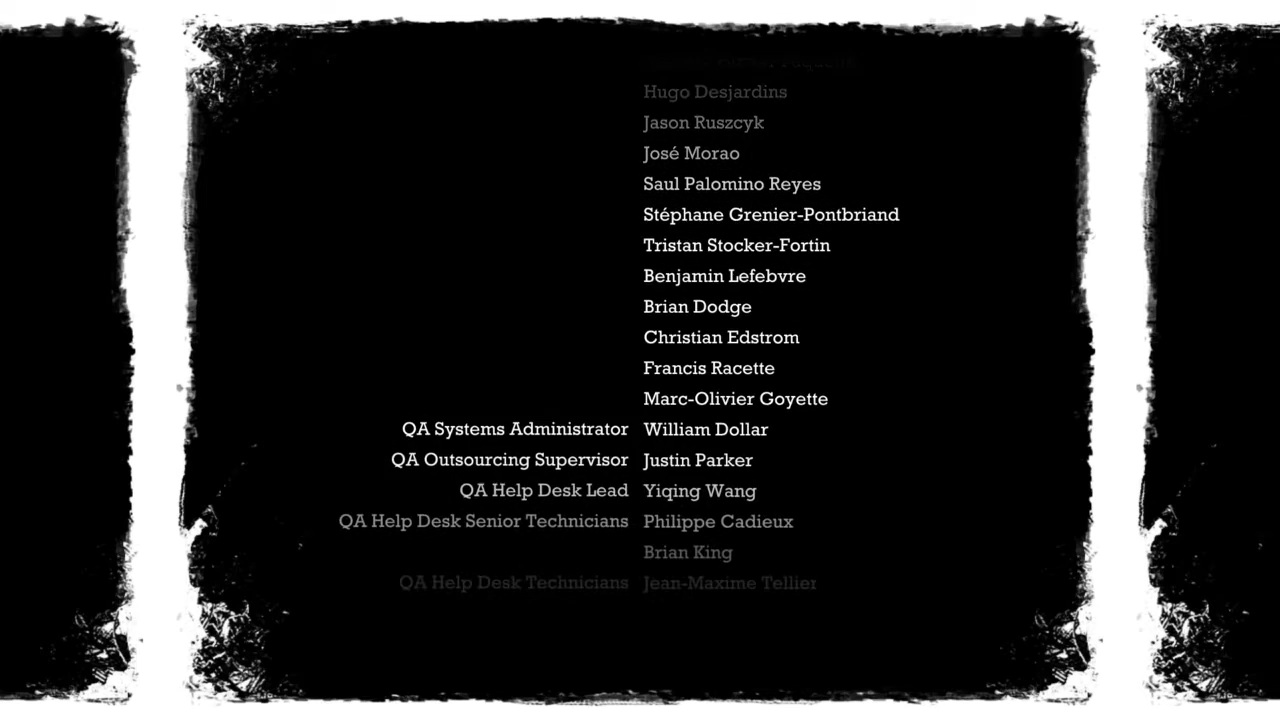 Hugo Desjardins
Jason Ruszcyk
José Morao
Saul Palomino Reyes
Stéphane Grenier-Pontbriand
Tristan Stocker-Fortin
Benjamin Lefebvre
Brian Dodge
Christian Edstrom
Francis Racette
Marc-Olivier Goyette
QA Systems Administrator William Dollar
QA Outsourcing Supervisor Justin Parker
QA Help Desk Lead Yiqing Wang
QA Help Desk Senior Technicians Philippe Cadieux
Brian King
QA Help Desk Technicians Jean-Maxime Tellier